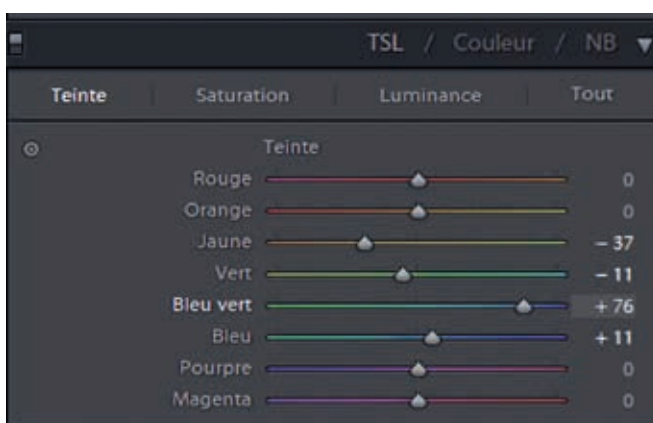 TSL / Couleur / NB
Teinte Saturation Luminance Tout
Teinte
Rouge 0
Orange 0
Jaune - 37
Vert - 11
Bleu vert + 76
Bleu + 11
Pourpre 0
Magenta 0